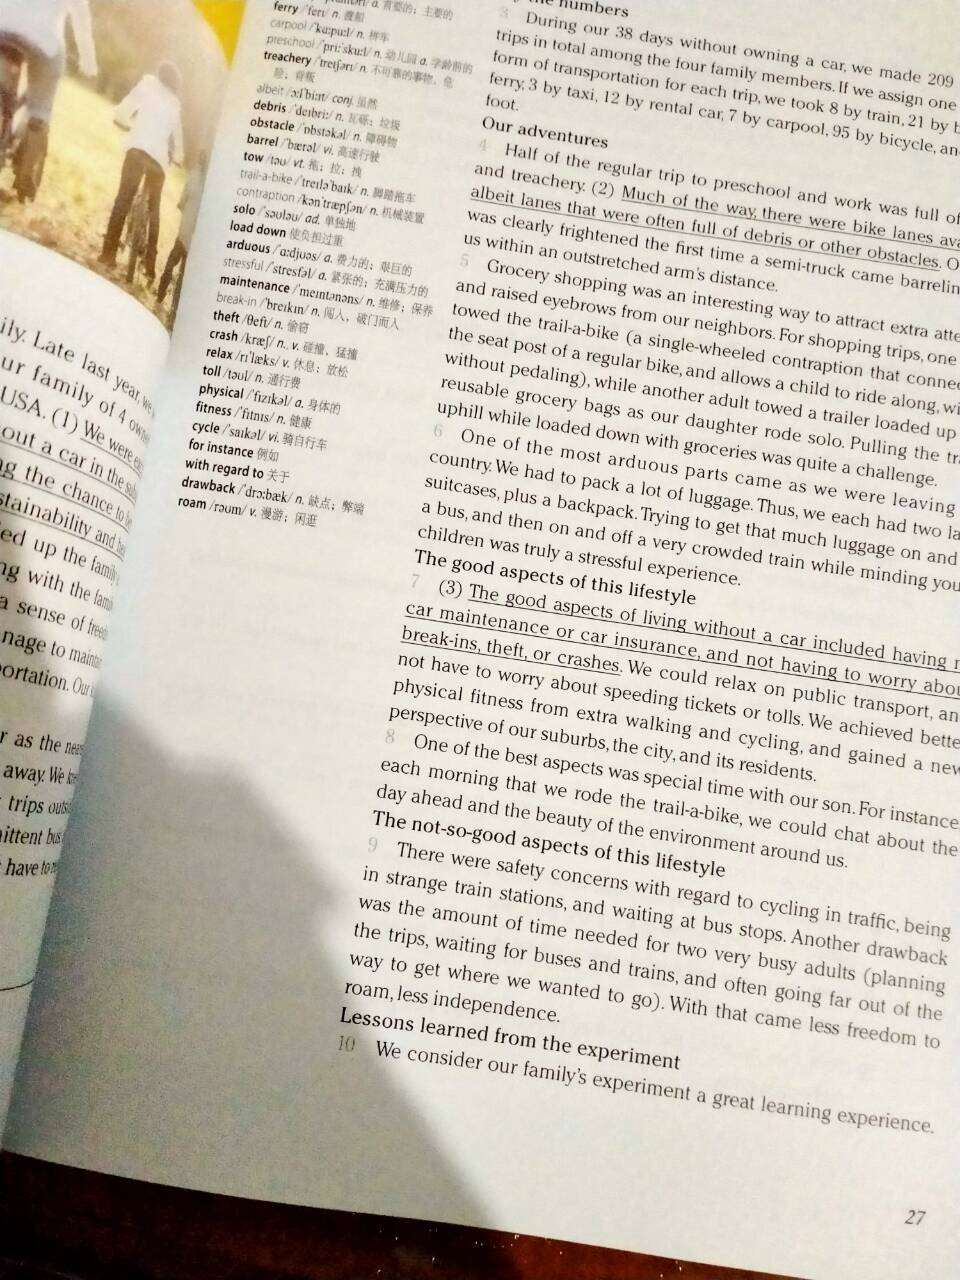 ily. Late last year, we
ur family of 4 owne
USA. (1) We were exc
out a car in the subu
ng the chance to be
stainability and
ed up the family
ng with the fami
a sense of freed
nage to maintai
portation. Our
r as the neares
away. We
trips outsi
ittent bus
have to
a. 首要的；主要的
ferry /ˈferi/ n. 渡船
carpool /ˈkɑːpuːl/ n. 拼车
preschool /ˈpriːˈskuːl/ n. 幼儿园 a. 学龄前的
treachery /ˈtretʃəri/ n. 不可靠的事物，危
险；背叛
albeit /ɔːlˈbiːɪt/ conj. 虽然
debris /ˈdeɪbriː/ n. 瓦砾；垃圾
obstacle /ˈɒbstəkəl/ n. 障碍物
barrel /ˈbærəl/ vi. 高速行驶
tow /təʊ/ vt. 拖；拉；拽
trail-a-bike /ˈtreɪləˈbaɪk/ n. 脚踏拖车
contraption /kənˈtræpʃən/ n. 机械装置
solo /ˈsəʊləʊ/ ad. 单独地
load down 使负担过重
arduous /ˈɑːdjʊəs/ a. 费力的；艰巨的
stressful /ˈstresfəl/ a. 紧张的；充满压力的
maintenance /ˈmeɪntənəns/ n. 维修；保养
break-in /ˈbreɪkɪn/ n. 闯入，破门而入
theft /θeft/ n. 偷窃
crash /kræʃ/ n. v. 碰撞，猛撞
relax /rɪˈlæks/ v. 休息；放松
toll /təʊl/ n. 通行费
physical /ˈfɪzɪkəl/ a. 身体的
fitness /ˈfɪtnɪs/ n. 健康
cycle /ˈsaɪkəl/ vi. 骑自行车
for instance 例如
with regard to 关于
drawback /ˈdrɔːbæk/ n. 缺点；弊端
roam /rəʊm/ v. 漫游；闲逛
the numbers
3 During our 38 days without owning a car, we made 209
trips in total among the four family members. If we assign one
form of transportation for each trip, we took 8 by train, 21 by b
ferry, 3 by taxi, 12 by rental car, 7 by carpool, 95 by bicycle, an
foot.
Our adventures
4 Half of the regular trip to preschool and work was full of
and treachery. (2) Much of the way, there were bike lanes ava
albeit lanes that were often full of debris or other obstacles. O
was clearly frightened the first time a semi-truck came barrelin
us within an outstretched arm's distance.
5 Grocery shopping was an interesting way to attract extra atte
and raised eyebrows from our neighbors. For shopping trips, one
towed the trail-a-bike (a single-wheeled contraption that connec
the seat post of a regular bike, and allows a child to ride along, wi
without pedaling), while another adult towed a trailer loaded up
reusable grocery bags as our daughter rode solo. Pulling the tra
uphill while loaded down with groceries was quite a challenge.
6 One of the most arduous parts came as we were leaving
country. We had to pack a lot of luggage. Thus, we each had two la
suitcases, plus a backpack. Trying to get that much luggage on and
a bus, and then on and off a very crowded train while minding you
children was truly a stressful experience.
The good aspects of this lifestyle
7 (3) The good aspects of living without a car included having n
car maintenance or car insurance, and not having to worry abou
break-ins, theft, or crashes. We could relax on public transport, an
not have to worry about speeding tickets or tolls. We achieved bette
physical fitness from extra walking and cycling, and gained a new
perspective of our suburbs, the city, and its residents.
8 One of the best aspects was special time with our son. For instance,
each morning that we rode the trail-a-bike, we could chat about the
day ahead and the beauty of the environment around us.
The not-so-good aspects of this lifestyle
9 There were safety concerns with regard to cycling in traffic, being
in strange train stations, and waiting at bus stops. Another drawback
was the amount of time needed for two very busy adults (planning
the trips, waiting for buses and trains, and often going far out of the
way to get where we wanted to go). With that came less freedom to
roam, less independence.
Lessons learned from the experiment
10 We consider our family's experiment a great learning experience.
27